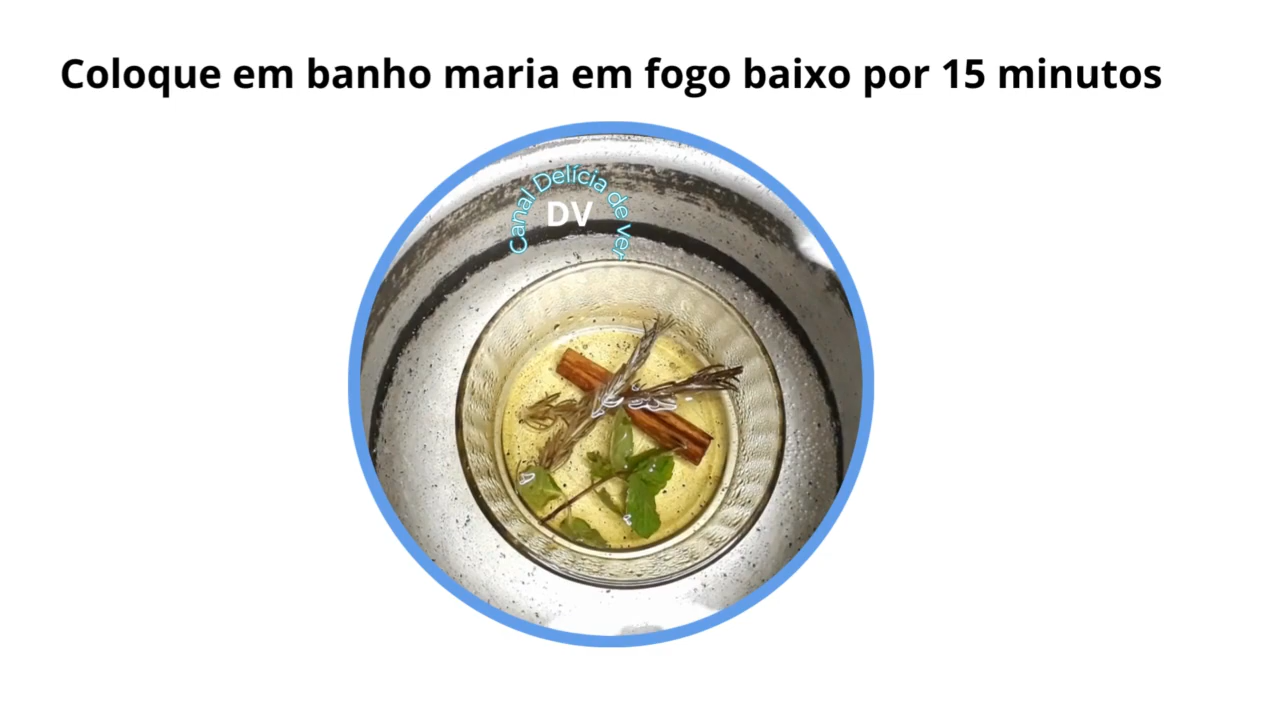 Coloque em banho maria em fogo baixo por 15 minutos
Canal Delícia de Ver
DV